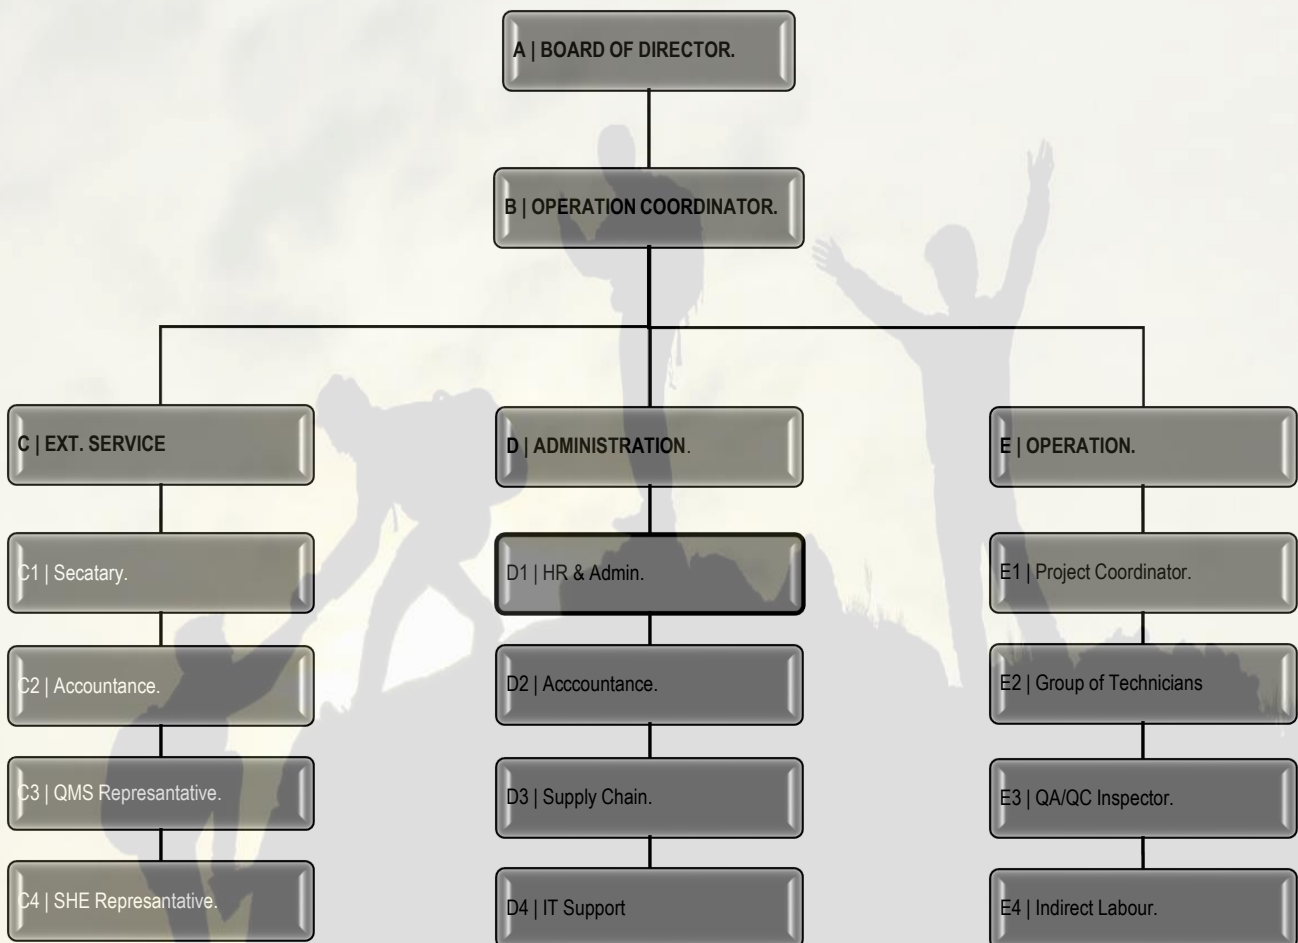 A | BOARD OF DIRECTOR.
B | OPERATION COORDINATOR.
C | EXT. SERVICE
D | ADMINISTRATION.
E | OPERATION.
C1 | Secatary.
D1 | HR & Admin.
E1 | Project Coordinator.
C2 | Accountance.
D2 | Acccountance.
E2 | Group of Technicians
C3 | QMS Represantative.
D3 | Supply Chain.
E3 | QA/QC Inspector.
C4 | SHE Represantative.
D4 | IT Support
E4 | Indirect Labour.